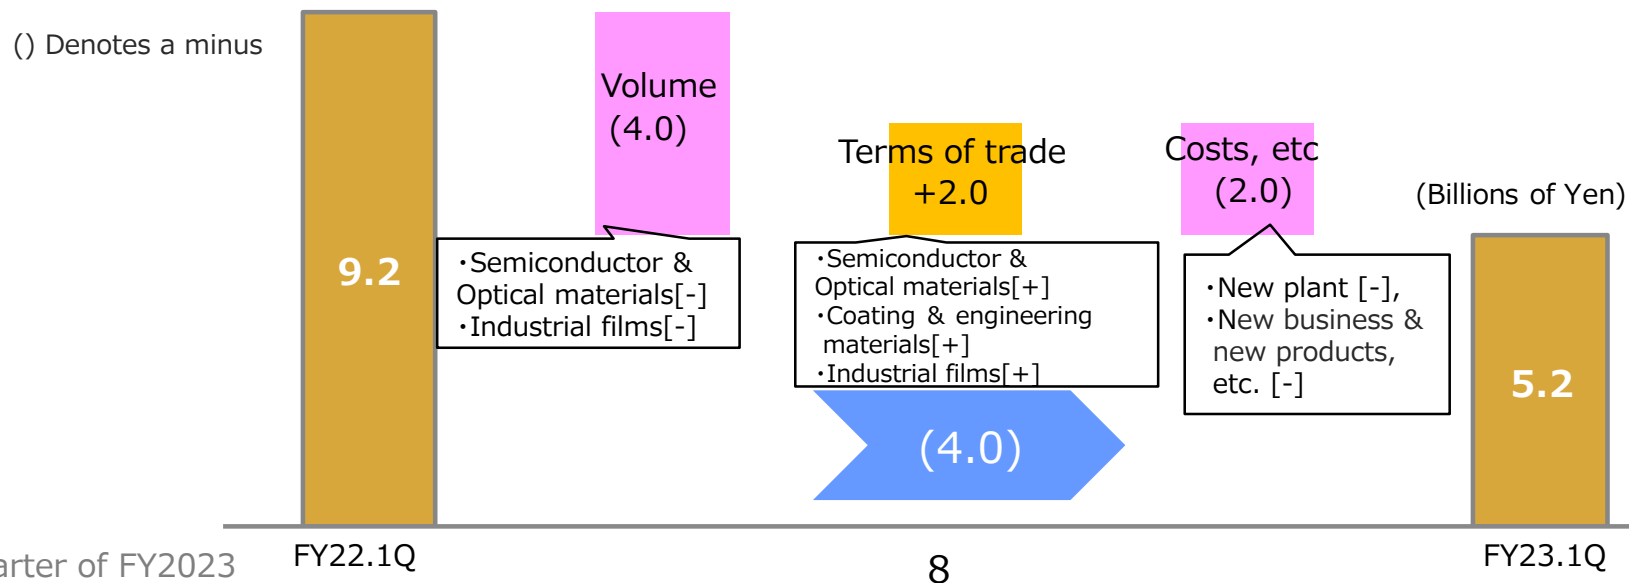 () Denotes a minus
Volume
(4.0)
Terms of trade
+2.0
Costs, etc
(2.0)
(Billions of Yen)
9.2
・Semiconductor &
Optical materials[-]
・Industrial films[-]
・Semiconductor &
Optical materials[+]
・Coating & engineering
materials[+]
・Industrial films[+]
・New plant [-],
・New business &
new products,
etc. [-]
5.2
(4.0)
FY22.1Q
FY23.1Q
arter of FY2023
8